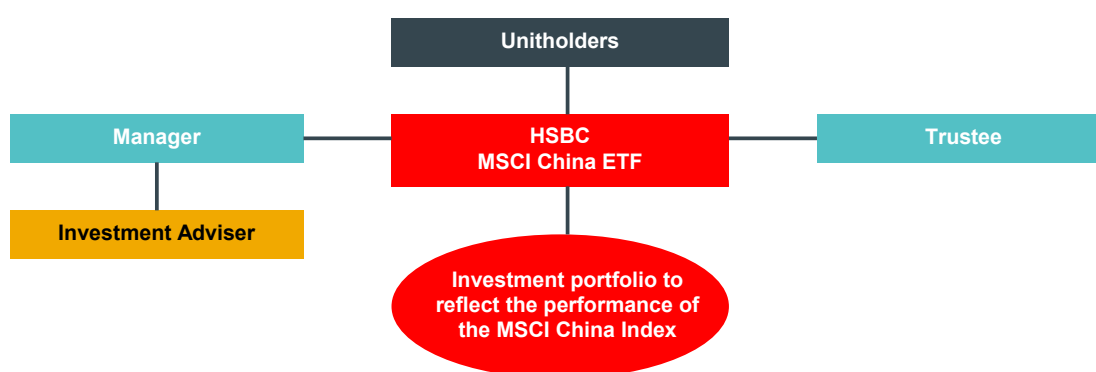 Unitholders
Manager
HSBC
MSCI China ETF
Trustee
Investment Adviser
Investment portfolio to
reflect the performance of
the MSCI China Index